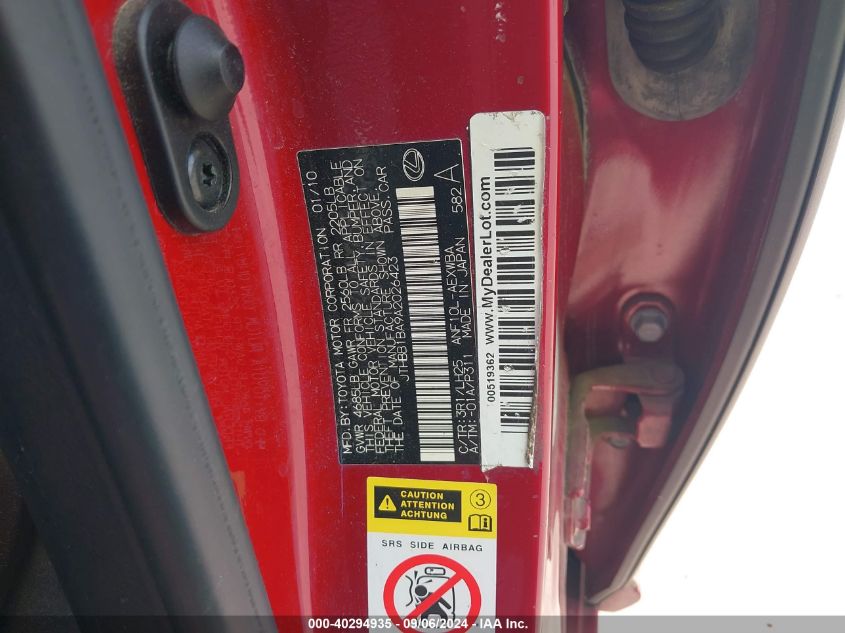 MFD. BY: TOYOTA MOTOR CORPORATION 01/10
GVWR 4685LB GAWR FR 2560LB RR 2205LB
THIS VEHICLE CONFORMS TO ALL APPLICABLE
FEDERAL MOTOR VEHICLE SAFETY, BUMPER, AND
THEFT PREVENTION STANDARDS IN EFFECT ON
THE DATE OF MANUFACTURE SHOWN ABOVE.
JTHBB1BA9A2026423 PASS. CAR
C/TR: 3R1/LH25 ANF10L-AEXWBA 582 A
A/TR: -01A/P311 MADE IN JAPAN
00519362 www.MyDealerLot.com
CAUTION
ATTENTION
ACHTUNG
3
SRS SIDE AIRBAG
000-40294935 - 09/06/2024 - IAA Inc.